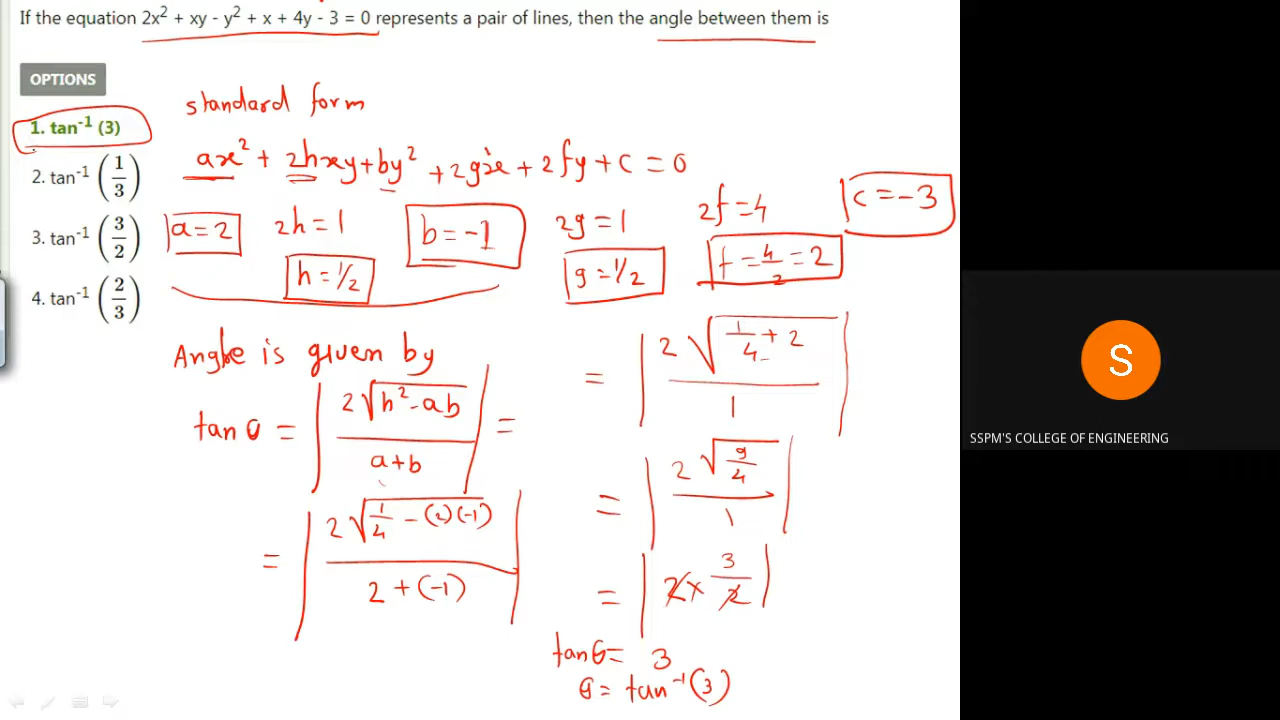 If the equation 2x² + xy - y² + x + 4y - 3 = 0 represents a pair of lines, then the angle between them is
OPTIONS
1. tan⁻¹ (3)
2. tan⁻¹ (1/3)
3. tan⁻¹ (3/2)
4. tan⁻¹ (2/3)
standard form
ax² + 2hxy + by² + 2gx + 2fy + c = 0
a = 2 2h = 1 b = -1 2g = 1 2f = 4 c = -3
h = 1/2 g = 1/2 f = 4/2 = 2
Angle is given by
tan θ = | 2√(h² - ab) / (a + b) | =
= | 2√(1/4 - (2)(-1)) / (2 + (-1)) |
= | 2√(1/4 + 2) / 1 |
= | 2√(9/4) / 1 |
= | 2 × 3/2 |
tan θ = 3
θ = tan⁻¹(3)
S
SSPM'S COLLEGE OF ENGINEERING